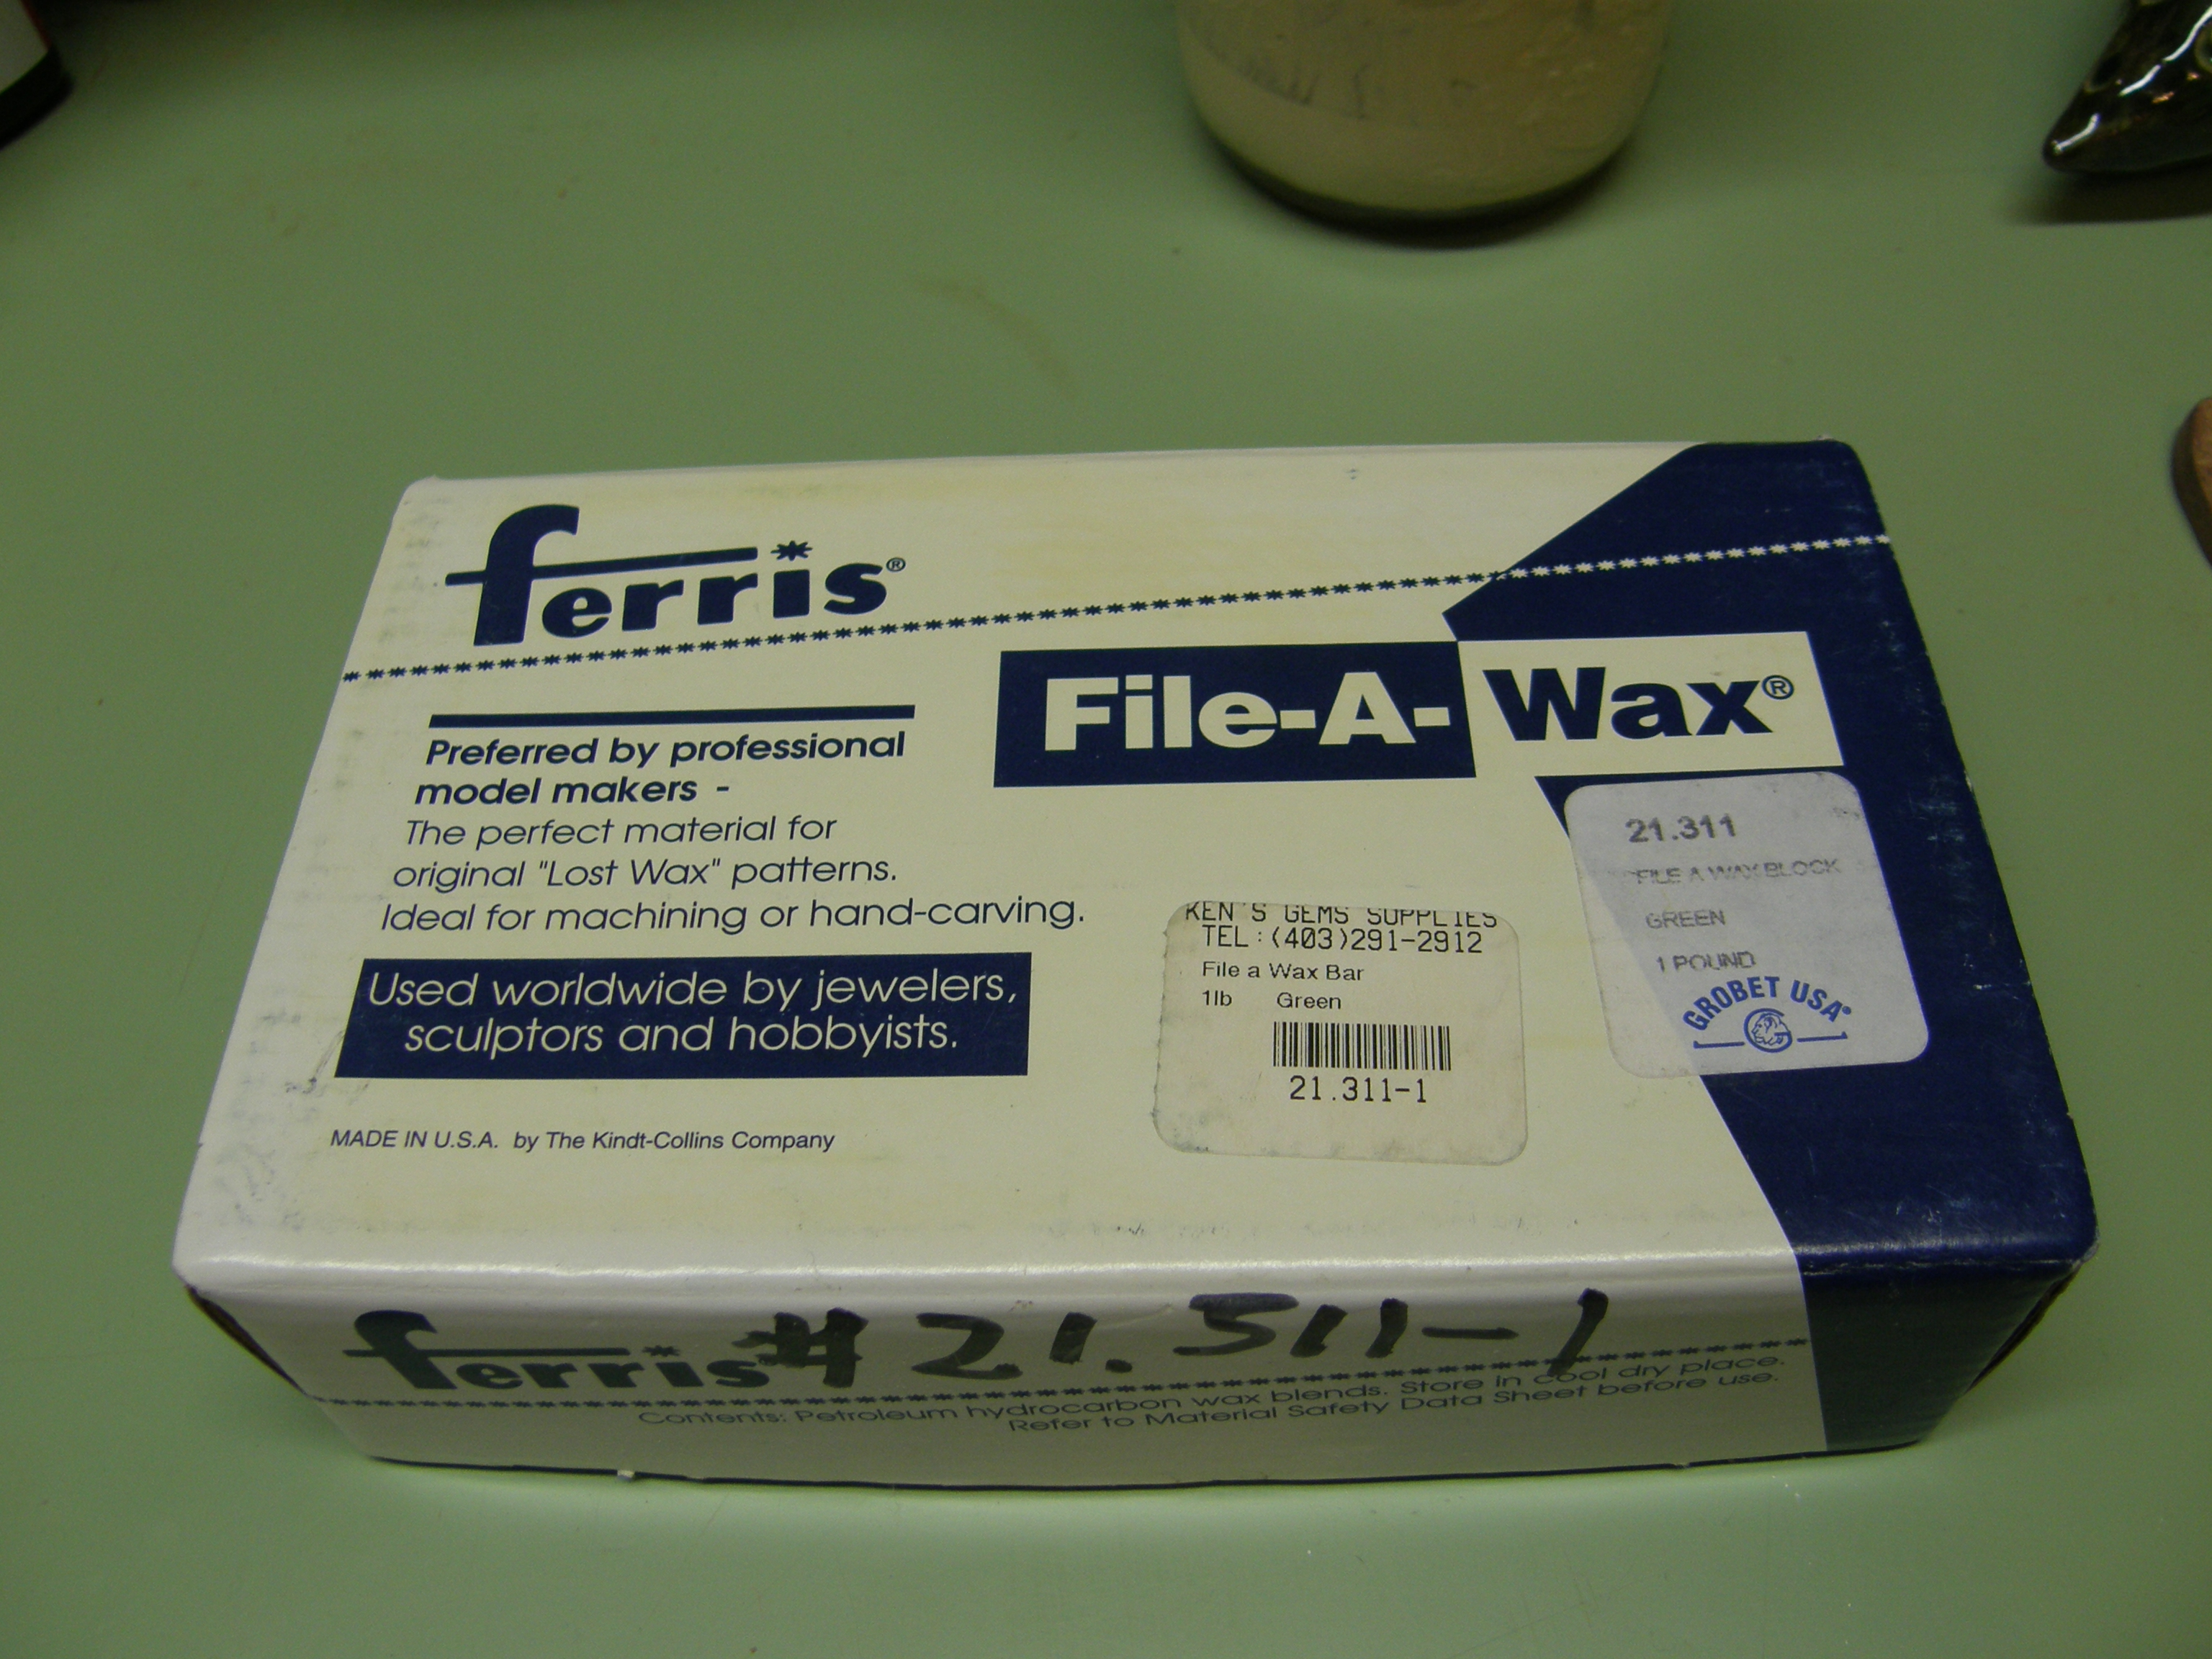 ferris®
File-A-Wax®
Preferred by professional
model makers -
The perfect material for
original "Lost Wax" patterns.
Ideal for machining or hand-carving.
Used worldwide by jewelers,
sculptors and hobbyists.
MADE IN U.S.A. by The Kindt-Collins Company
KEN'S GEMS SUPPLIES
TEL:(403)291-2912
File a Wax Bar
1lb Green
21.311-1
21.311
FILE A WAX BLOCK
GREEN
1 POUND
GROBET USA®
ferris # 21.311-1
Contents: Petroleum hydrocarbon wax blends. Store in cool dry place.
Refer to Material Safety Data Sheet before use.